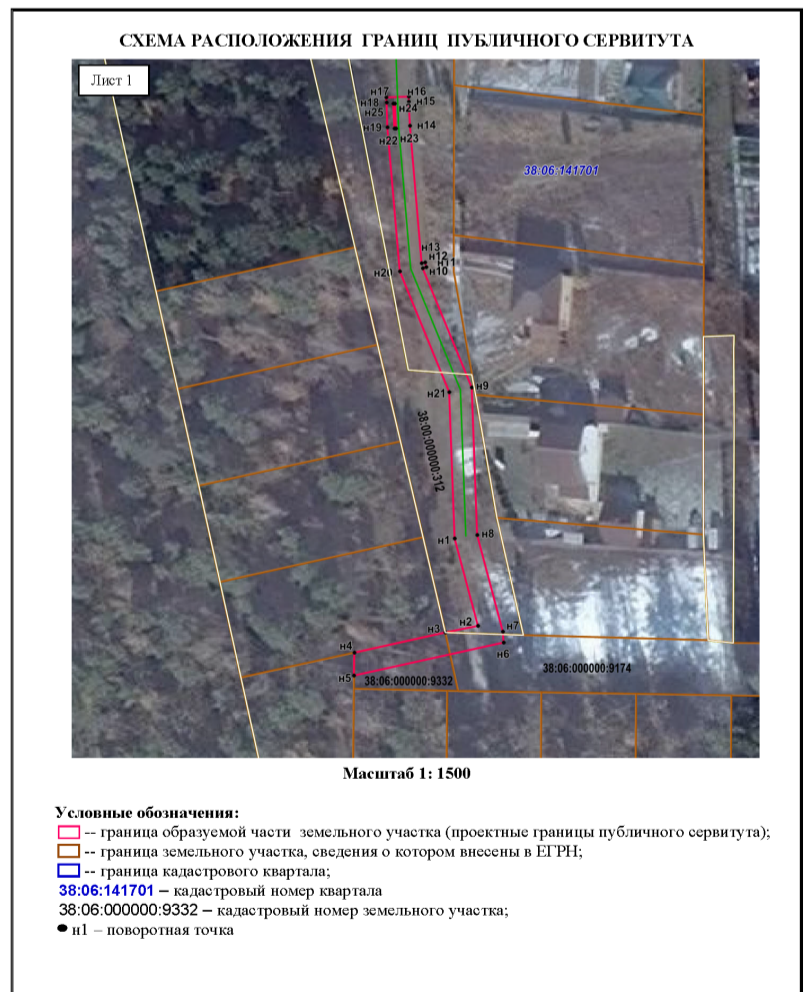 СХЕМА РАСПОЛОЖЕНИЯ ГРАНИЦ ПУБЛИЧНОГО СЕРВИТУТА
Лист 1
н17
н16
н18
н15
н25
н24
н19
н14
н22
н23
38:06:141701
н13
н12
н11
н20
н10
н9
н21
38:00:000000:312
н1
н8
н2
н3
н7
н4
н6
н5
38:06:000000:9332
38:06:000000:9174
Масштаб 1: 1500
Условные обозначения:
-- граница образуемой части земельного участка (проектные границы публичного сервитута);
-- граница земельного участка, сведения о котором внесены в ЕГРН;
-- граница кадастрового квартала;
38:06:141701 – кадастровый номер квартала
38:06:000000:9332 – кадастровый номер земельного участка;
н1 – поворотная точка